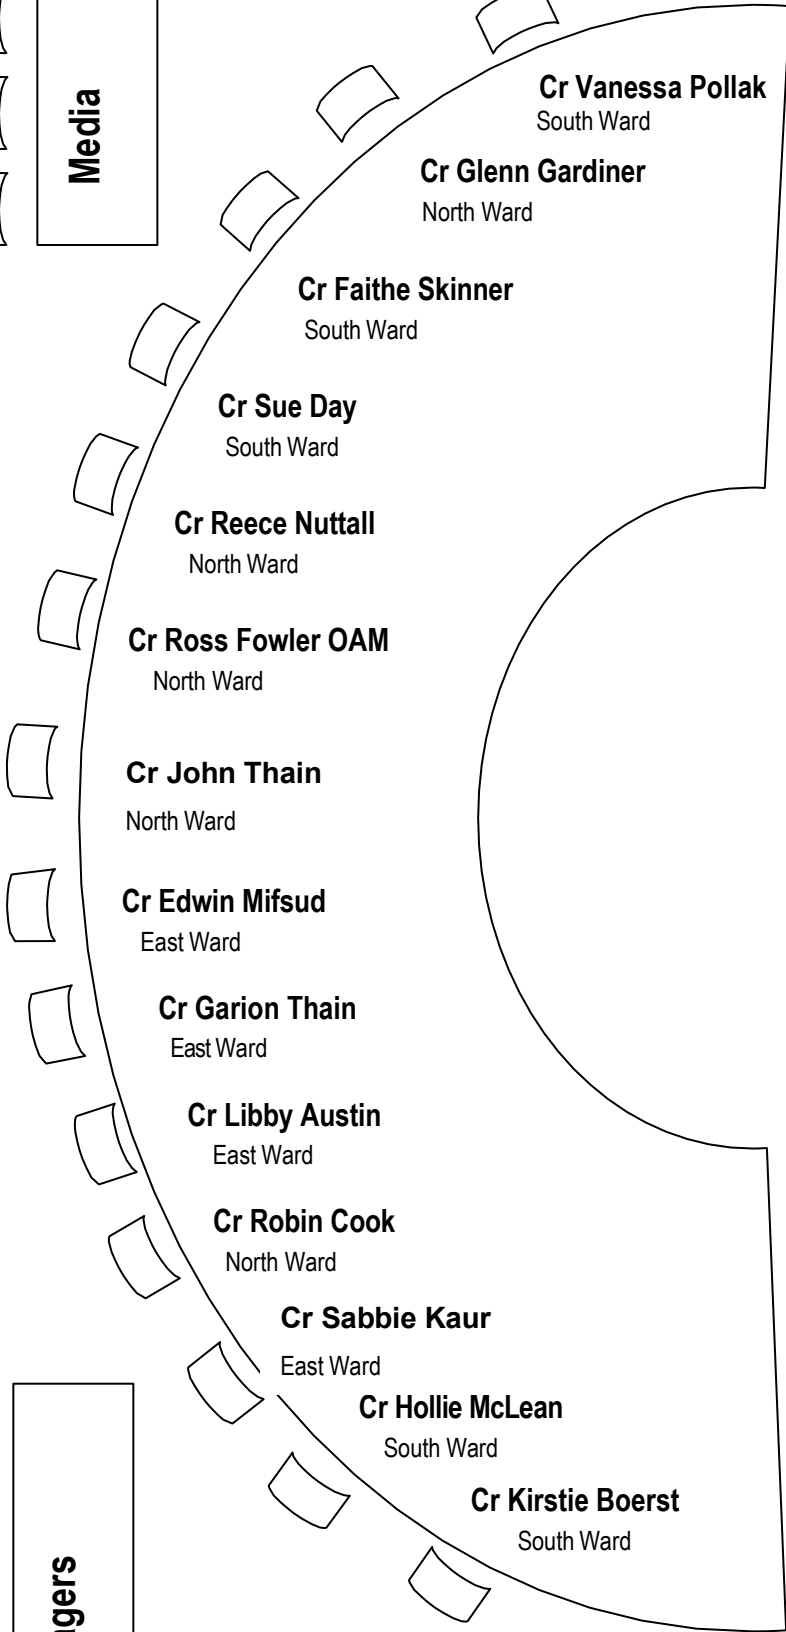 Media
Cr Vanessa Pollak
South Ward
Cr Glenn Gardiner
North Ward
Cr Faithe Skinner
South Ward
Cr Sue Day
South Ward
Cr Reece Nuttall
North Ward
Cr Ross Fowler OAM
North Ward
Cr John Thain
North Ward
Cr Edwin Mifsud
East Ward
Cr Garion Thain
East Ward
Cr Libby Austin
East Ward
Cr Robin Cook
North Ward
Cr Sabbie Kaur
East Ward
Cr Hollie McLean
South Ward
Cr Kirstie Boerst
South Ward